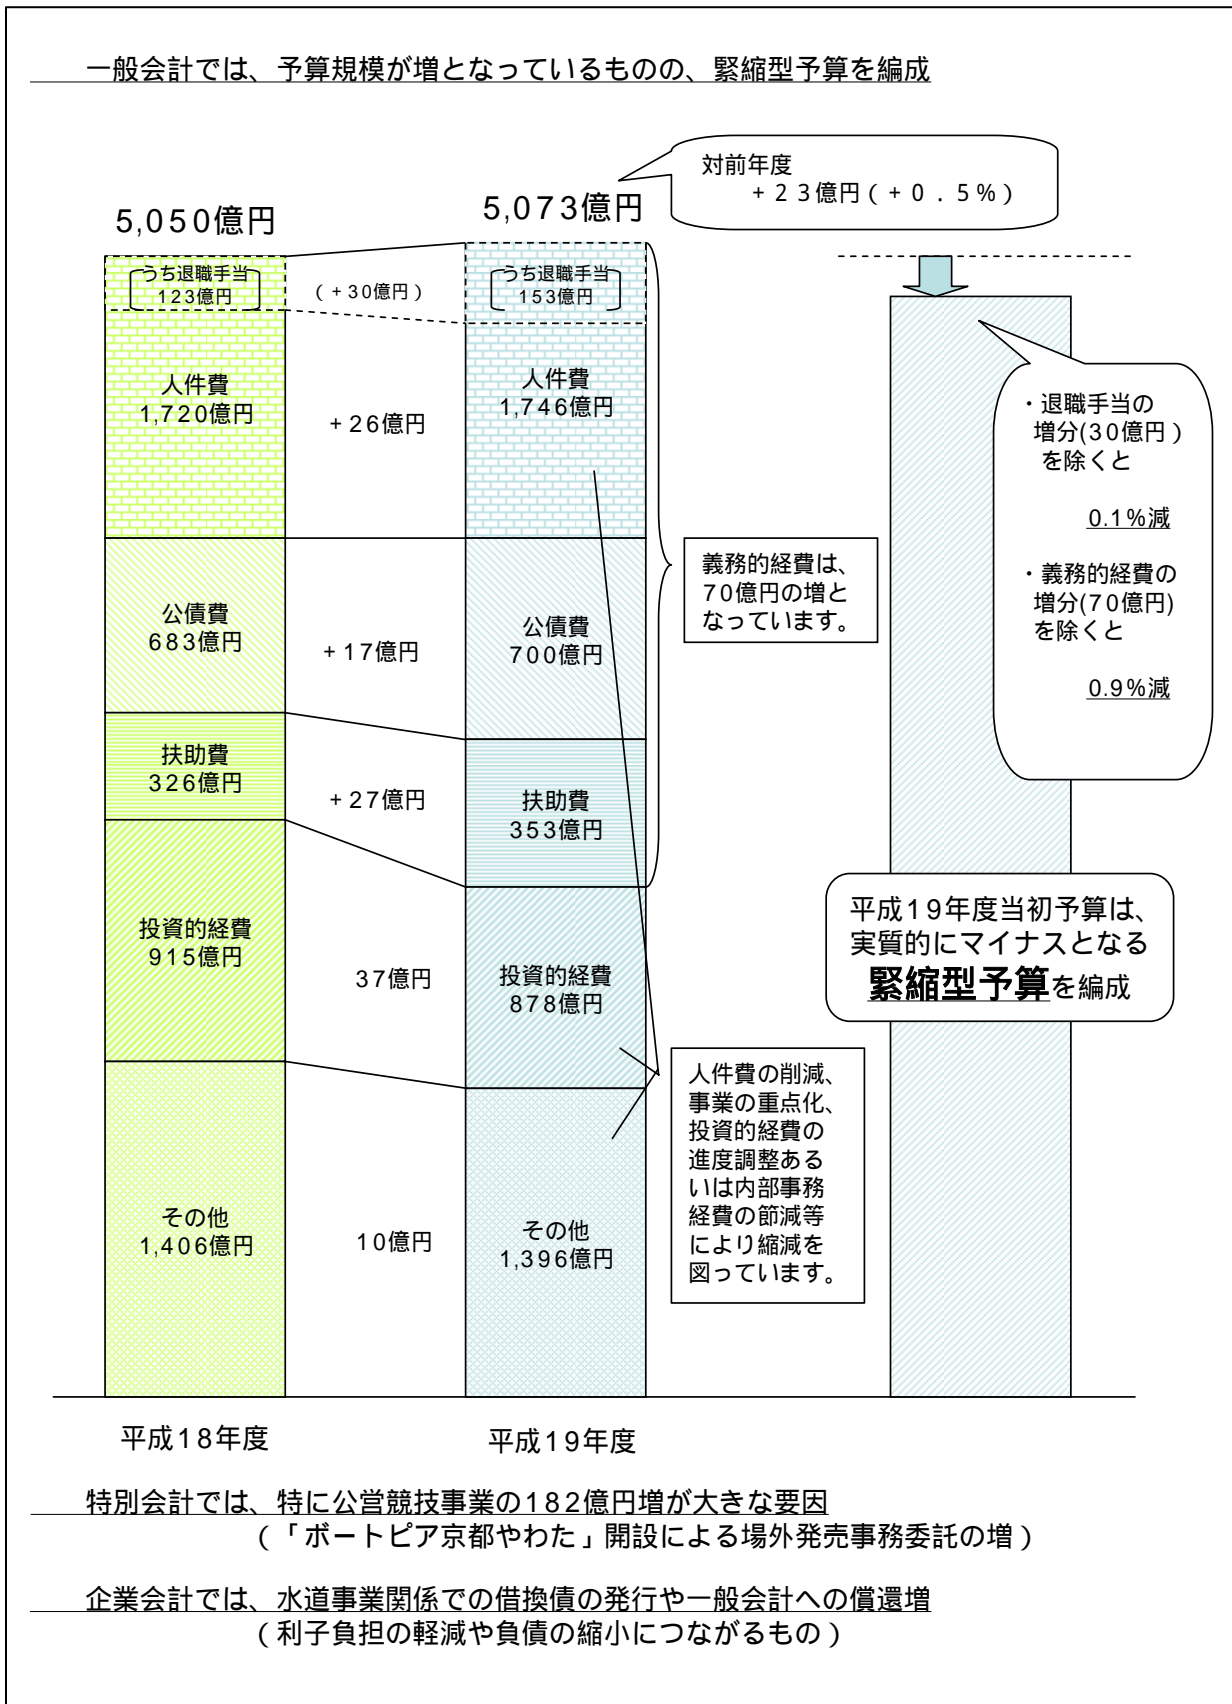 一般会計では、予算規模が増となっているものの、緊縮型予算を編成
対前年度
+23億円(+0.5%)
5,050億円
5,073億円
うち退職手当
123億円
(+30億円)
うち退職手当
153億円
人件費
1,720億円
+26億円
人件費
1,746億円
公債費
683億円
+17億円
公債費
700億円
扶助費
326億円
+27億円
扶助費
353億円
投資的経費
915億円
37億円
投資的経費
878億円
その他
1,406億円
10億円
その他
1,396億円
義務的経費は、
70億円の増と
なっています。
人件費の削減、
事業の重点化、
投資的経費の
進度調整ある
いは内部事務
経費の節減等
により縮減を
図っています。
・退職手当の
増分(30億円)
を除くと
0.1%減
・義務的経費の
増分(70億円)
を除くと
0.9%減
平成19年度当初予算は、
実質的にマイナスとなる
緊縮型予算を編成
平成18年度
平成19年度
特別会計では、特に公営競技事業の182億円増が大きな要因
(「ボートピア京都やわた」開設による場外発売事務委託の増)
企業会計では、水道事業関係での借換債の発行や一般会計への償還増
(利子負担の軽減や負債の縮小につながるもの)